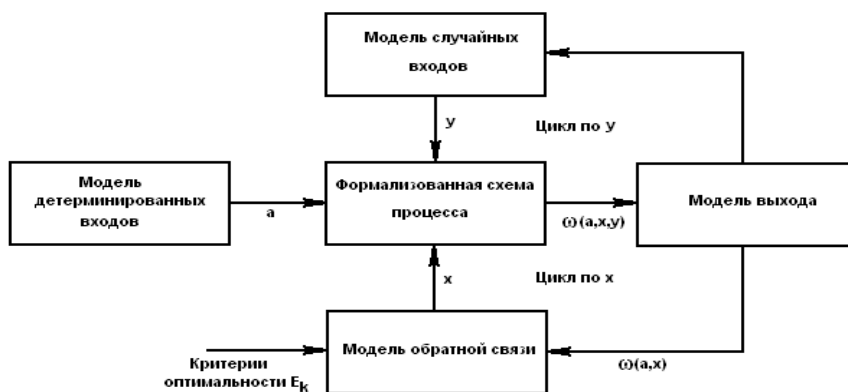 Модель случайных
входов
у
Цикл по у
Модель
детерминированных
входов
а
Формализованная схема
процесса
ω(а,х,у)
Модель выхода
х
Цикл по х
Модель обратной связи
ω(а,х)
Критерии
оптимальности Ek